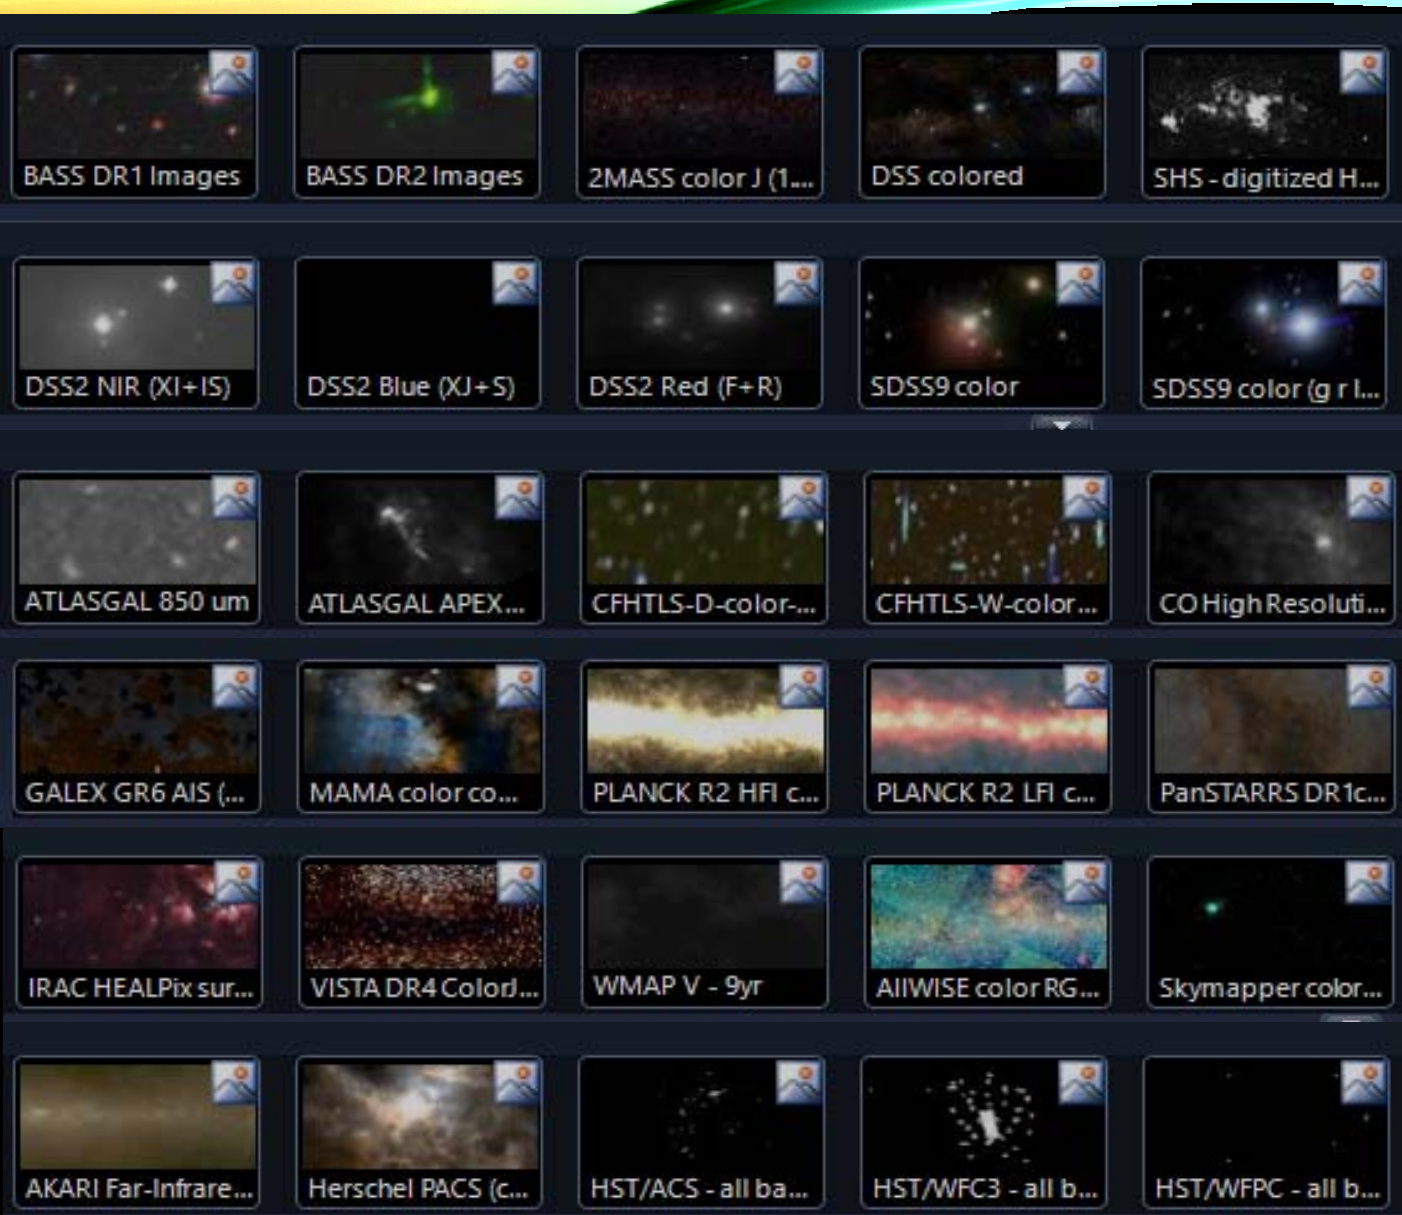 BASS DR1 Images
BASS DR2 Images
2MASS color J (1....
DSS colored
SHS - digitized H...
DSS2 NIR (XI+IS)
DSS2 Blue (XJ+S)
DSS2 Red (F+R)
SDSS9 color
SDSS9 color (g r I...
ATLASGAL 850 um
ATLASGAL APEX...
CFHTLS-D-color-...
CFHTLS-W-color...
CO High Resoluti...
GALEX GR6 AIS (...
MAMA color co...
PLANCK R2 HFI c...
PLANCK R2 LFI c...
PanSTARRS DR1c...
IRAC HEALPix sur...
VISTA DR4 ColorJ...
WMAP V - 9yr
AllWISE color RG...
Skymapper color...
AKARI Far-Infrare...
Herschel PACS (c...
HST/ACS - all ba...
HST/WFC3 - all b...
HST/WFPC - all b...